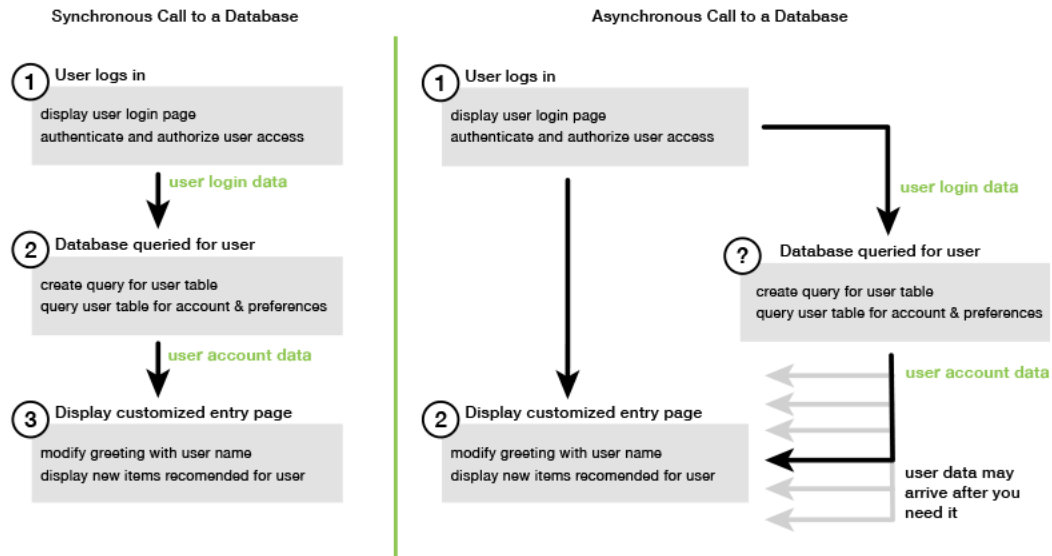 Synchronous Call to a Database
1
User logs in
display user login page
authenticate and authorize user access
user login data
2
Database queried for user
create query for user table
query user table for account & preferences
user account data
3
Display customized entry page
modify greeting with user name
display new items recomended for user
Asynchronous Call to a Database
1
User logs in
display user login page
authenticate and authorize user access
user login data
?
Database queried for user
create query for user table
query user table for account & preferences
user account data
2
Display customized entry page
modify greeting with user name
display new items recomended for user
user data may
arrive after you
need it